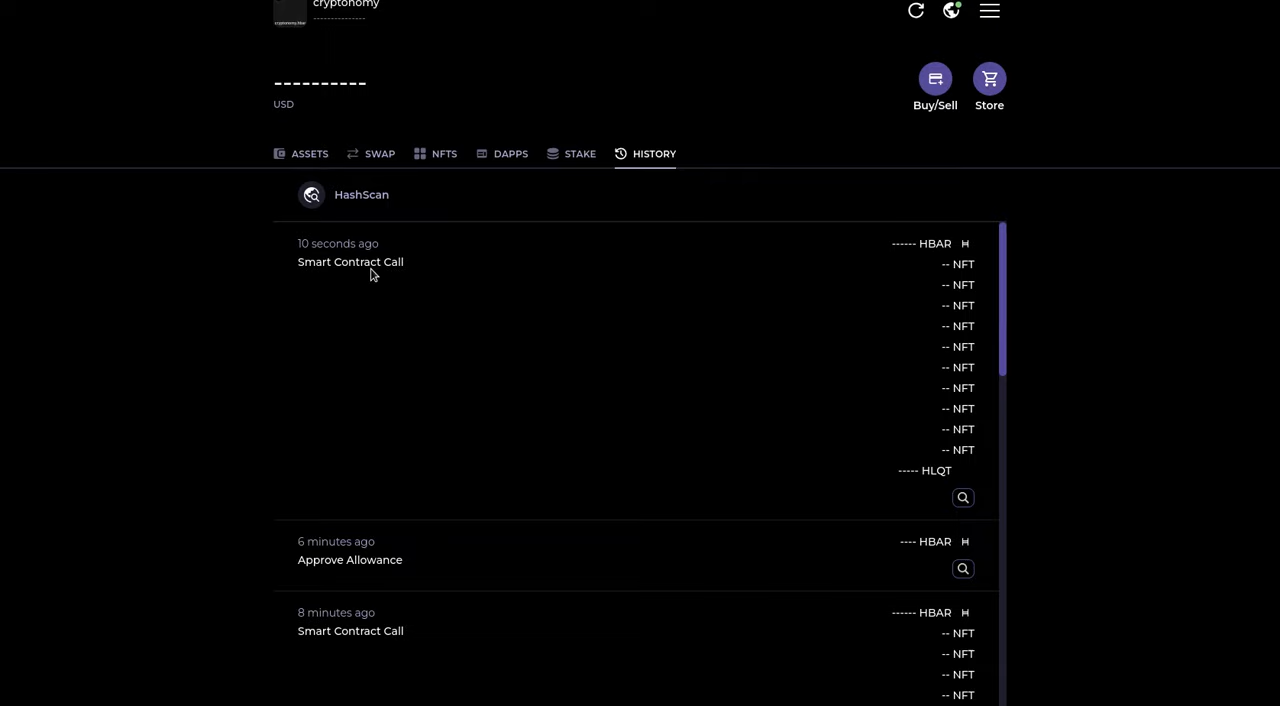 cryptonomy
--------------
cryptonomy.hbar
----------
USD
Buy/Sell
Store
ASSETS SWAP NFTS DAPPS STAKE HISTORY
HashScan
10 seconds ago
Smart Contract Call
------ HBAR ℏ
-- NFT
-- NFT
-- NFT
-- NFT
-- NFT
-- NFT
-- NFT
-- NFT
-- NFT
-- NFT
----- HLQT
6 minutes ago
Approve Allowance
---- HBAR ℏ
8 minutes ago
Smart Contract Call
------ HBAR ℏ
-- NFT
-- NFT
-- NFT
-- NFT